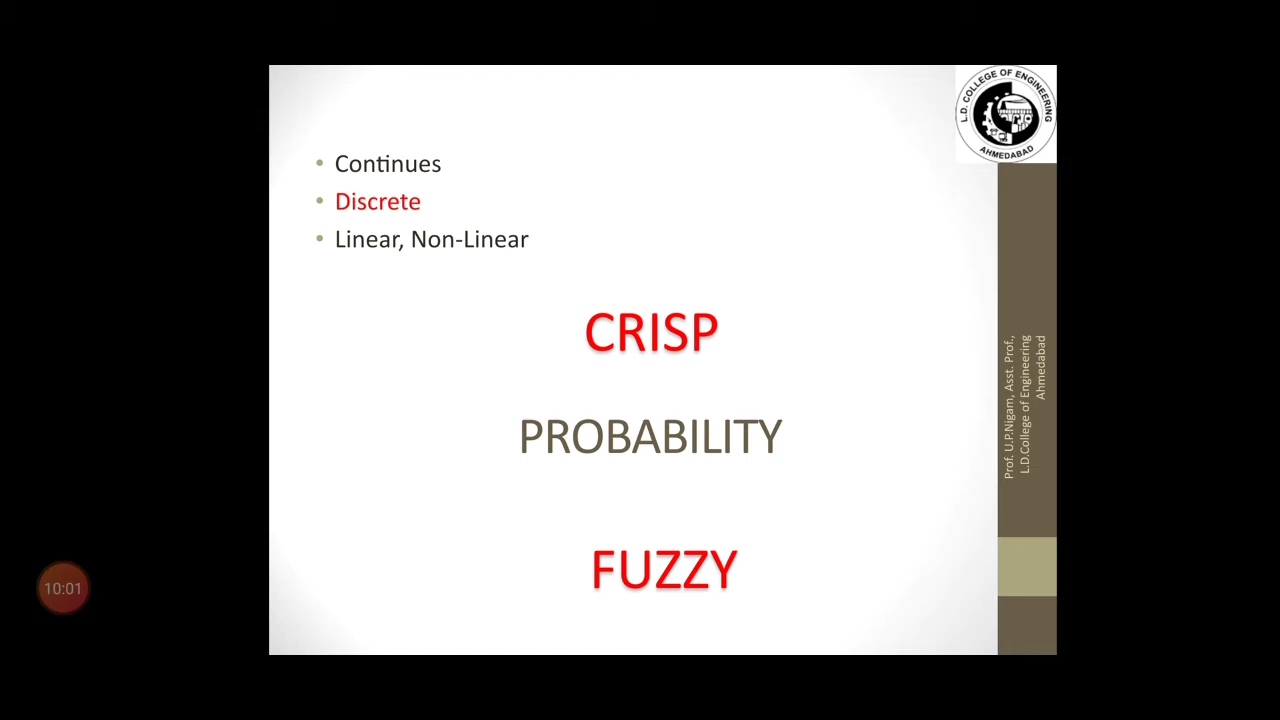 L.D. COLLEGE OF ENGINEERING
AHMEDABAD
Continues
Discrete
Linear, Non-Linear
CRISP
PROBABILITY
FUZZY
Prof. U.P.Nigam, Asst. Prof.,
L.D.College of Engineering
Ahmedabad
10:01